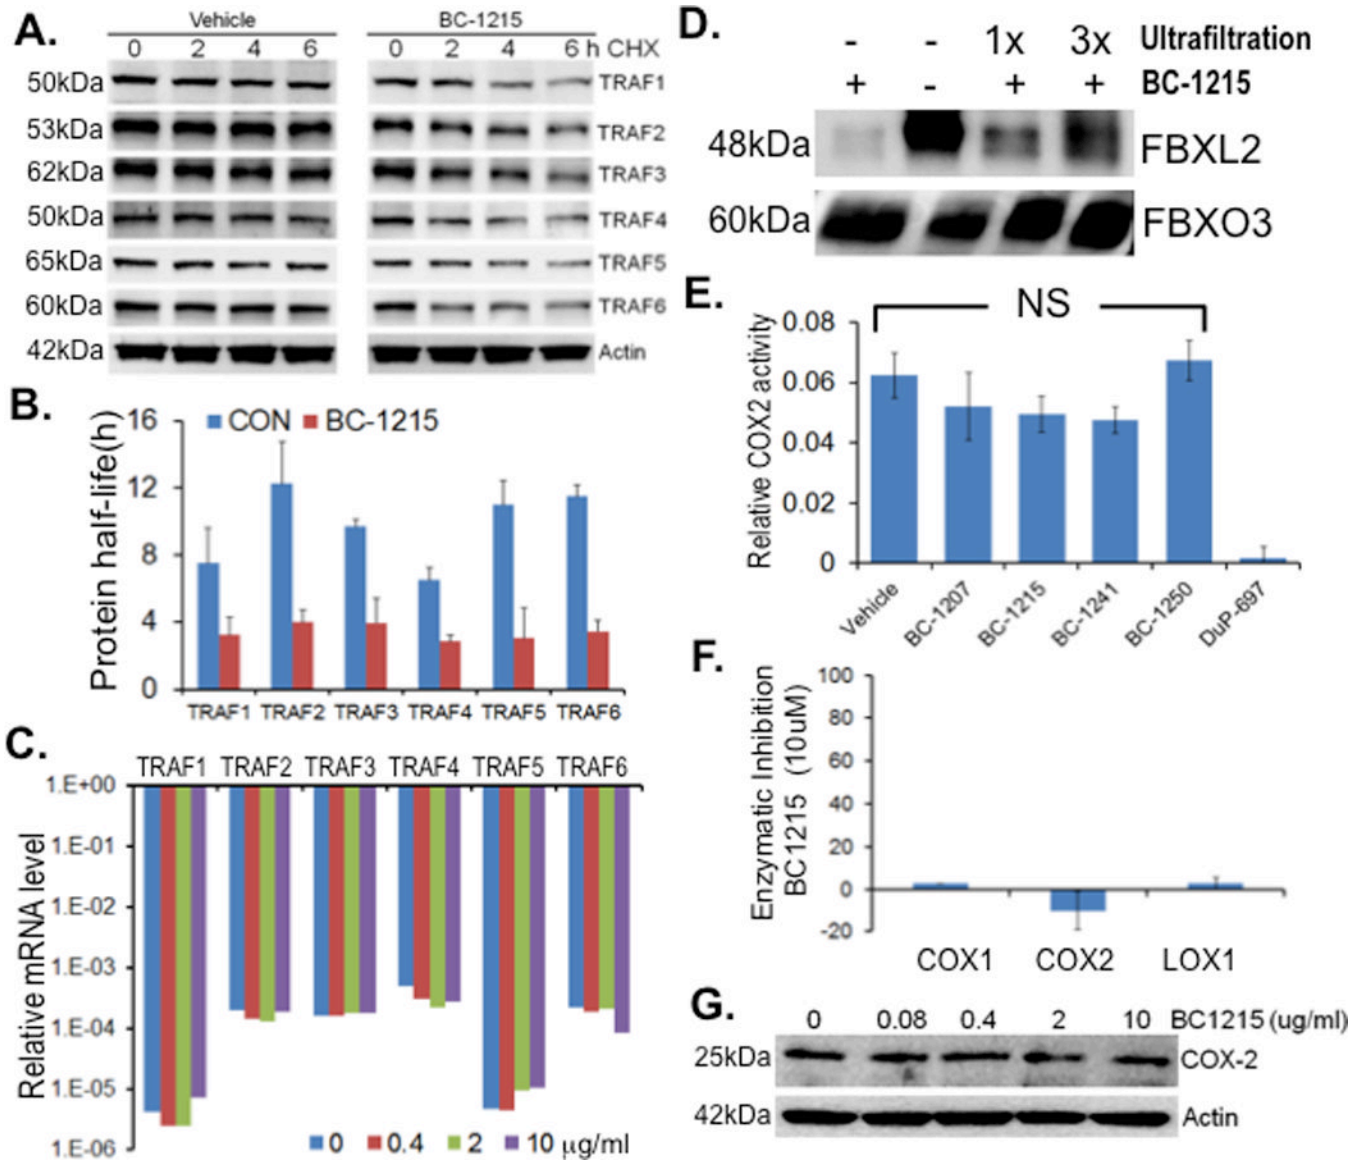 A.
Vehicle BC-1215
0 2 4 6 0 2 4 6 h CHX
50kDa TRAF1
53kDa TRAF2
62kDa TRAF3
50kDa TRAF4
65kDa TRAF5
60kDa TRAF6
42kDa Actin
B.
Protein half-life(h)
CON BC-1215
16
12
8
4
0
TRAF1 TRAF2 TRAF3 TRAF4 TRAF5 TRAF6
C.
TRAF1 TRAF2 TRAF3 TRAF4 TRAF5 TRAF6
Relative mRNA level
1.E+00
1.E-01
1.E-02
1.E-03
1.E-04
1.E-05
1.E-06
0 0.4 2 10 µg/ml
D.
- - 1x 3x Ultrafiltration
+ - + + BC-1215
48kDa FBXL2
60kDa FBXO3
E.
NS
Relative COX2 activity
0.08
0.06
0.04
0.02
0
Vehicle BC-1207 BC-1215 BC-1241 BC-1250 DuP-697
F.
Enzymatic Inhibition
BC1215 (10uM)
100
80
60
40
20
0
-20
COX1 COX2 LOX1
G.
0 0.08 0.4 2 10 BC1215 (ug/ml)
25kDa COX-2
42kDa Actin